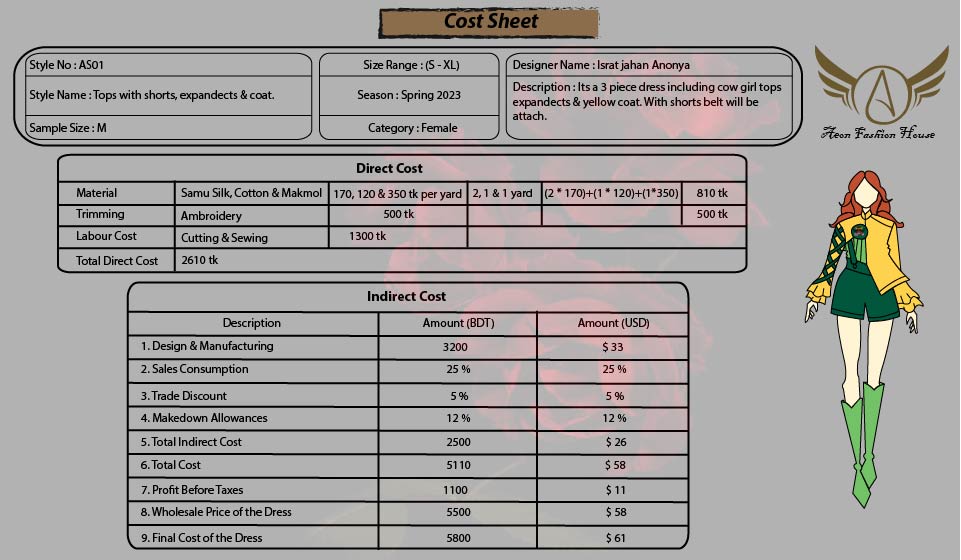 Cost Sheet
Style No : AS01
Style Name : Tops with shorts, expandects & coat.
Sample Size : M
Size Range : (S - XL)
Season : Spring 2023
Category : Female
Designer Name : Israt jahan Anonya
Description : Its a 3 piece dress including cow girl tops
expandects & yellow coat. With shorts belt will be
attach.
Aeon Fashion House
Direct Cost
Material Samu Silk, Cotton & Makmol 170, 120 & 350 tk per yard 2, 1 & 1 yard (2 * 170)+(1 * 120)+(1*350) 810 tk
Trimming Ambroidery 500 tk 500 tk
Labour Cost Cutting & Sewing 1300 tk
Total Direct Cost 2610 tk
Indirect Cost
Description Amount (BDT) Amount (USD)
1. Design & Manufacturing 3200 $ 33
2. Sales Consumption 25 % 25 %
3. Trade Discount 5 % 5 %
4. Makedown Allowances 12 % 12 %
5. Total Indirect Cost 2500 $ 26
6. Total Cost 5110 $ 58
7. Profit Before Taxes 1100 $ 11
8. Wholesale Price of the Dress 5500 $ 58
9. Final Cost of the Dress 5800 $ 61